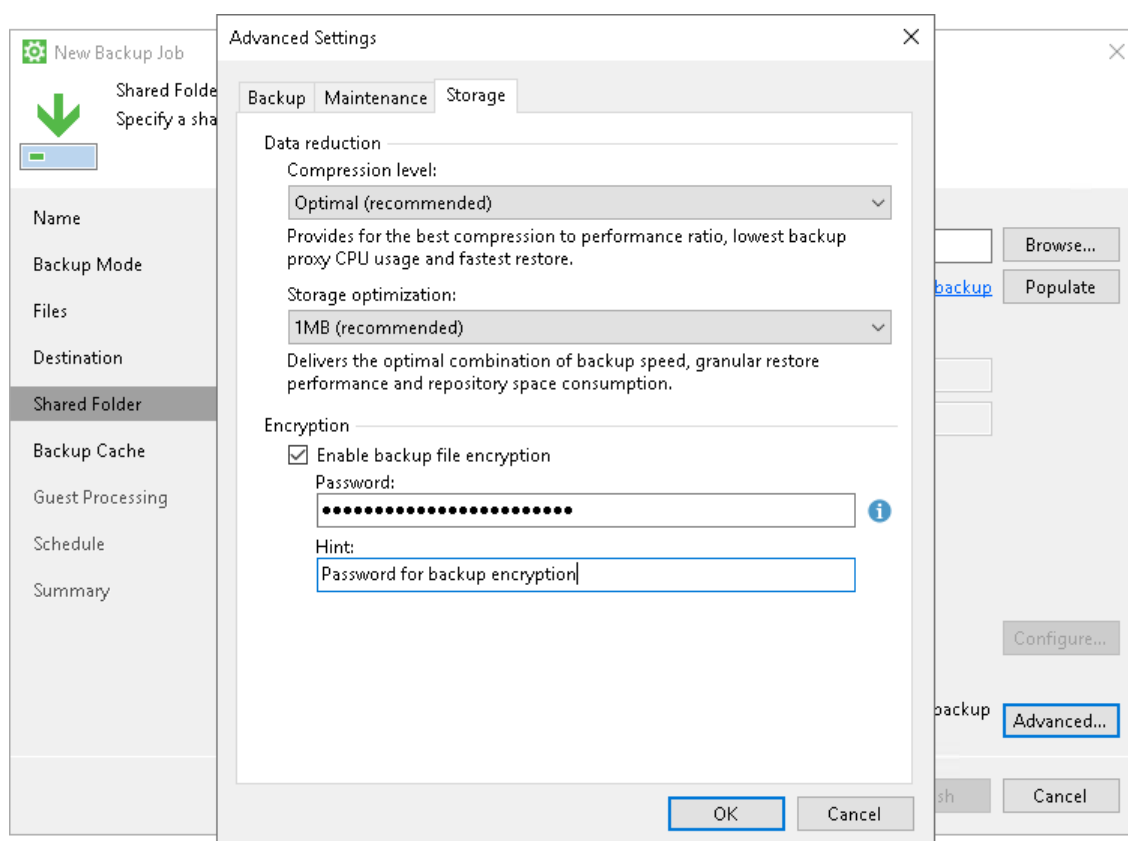 New Backup Job
Shared Folde
Specify a sha
Name
Backup Mode
Files
Destination
Shared Folder
Backup Cache
Guest Processing
Schedule
Summary
Advanced Settings
Backup Maintenance Storage
Data reduction
Compression level:
Optimal (recommended)
Provides for the best compression to performance ratio, lowest backup
proxy CPU usage and fastest restore.
Storage optimization:
1MB (recommended)
Delivers the optimal combination of backup speed, granular restore
performance and repository space consumption.
Encryption
Enable backup file encryption
Password:
••••••••••••••••••••••••
Hint:
Password for backup encryption
OK Cancel
Browse...
backup Populate
Configure...
backup Advanced...
sh Cancel